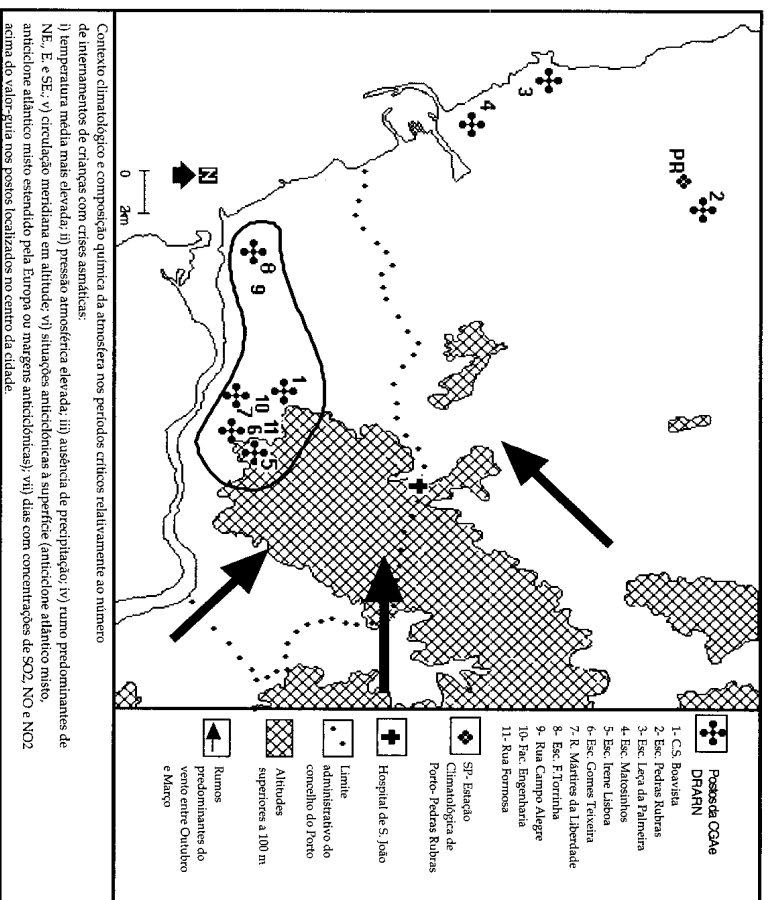 3
4
2
PR
N
0
2km
8
9
1
10
7
11
6
5
Postos da CGA e
DRARN
1- C.S. Boavista
2- Esc. Pedras Rubras
3- Esc. Leça da Palmeira
4- Esc. Matosinhos
5- Esc. Irene Lisboa
6- Esc. Gomes Teixeira
7- R. Mártires da Liberdade
8- Esc. F.Torrinha
9- Rua Campo Alegre
10- Fac. Engenharia
11- Rua Formosa
SP- Estação
Climatológica de
Porto- Pedras Rubras
Hospital de S. João
Limite
administrativo do
concelho do Porto
Altitudes
superiores a 100 m
Rumos
predominantes do
vento entre Outubro
e Março
Contexto climatológico e composição química da atmosfera nos períodos críticos relativamente ao número
de internamentos de crianças com crises asmáticas:
i) temperatura média mais elevada; ii) pressão atmosférica elevada; iii) ausência de precipitação; iv) rumo predominantes de
NE., E. e SE.; v) circulação meridiana em altitude; vi) situações anticiclónicas à superfície (anticiclone atlântico misto,
anticiclone atlântico misto estendido pela Europa ou margens anticiclónicas); vii) dias com concentrações de SO2, NO e NO2
acima do valor-guia nos postos localizados no centro da cidade.